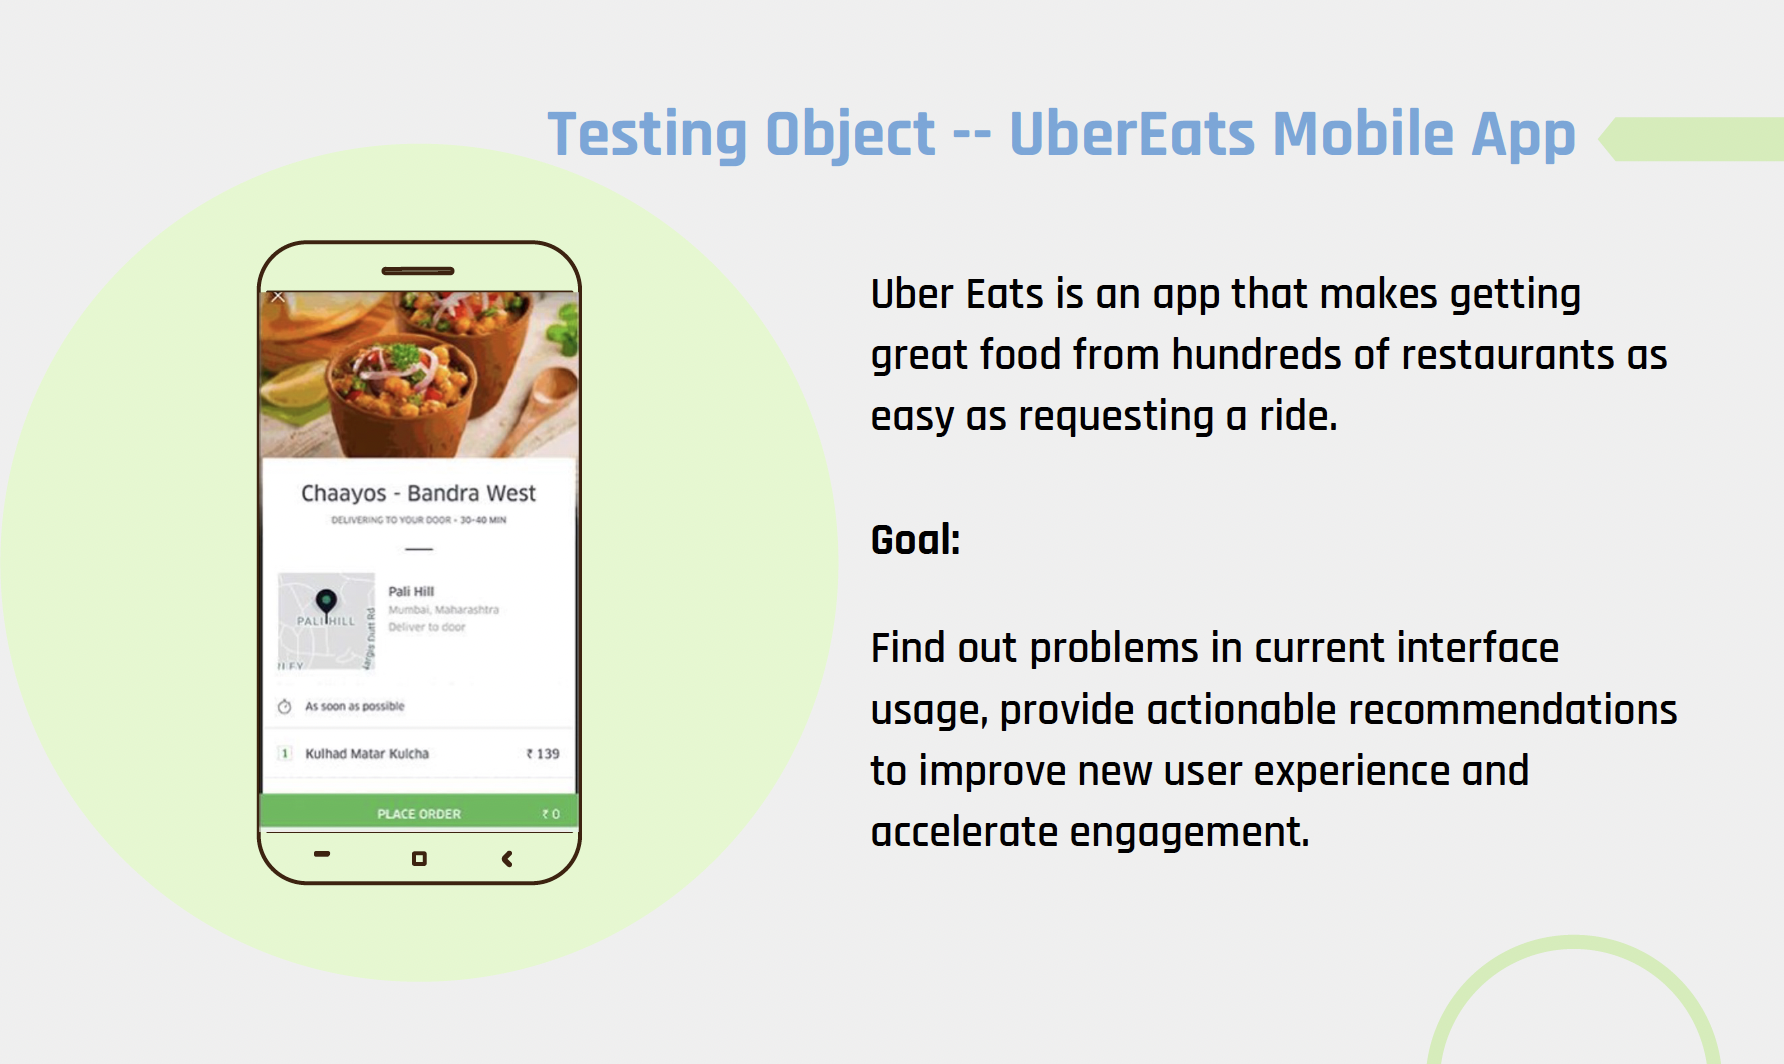 Testing Object -- UberEats Mobile App
Chaayos - Bandra West
DELIVERING TO YOUR DOOR - 30-40 MIN
PALI HILL
Pali Hill
Mumbai, Maharashtra
Deliver to door
As soon as possible
1 Kulhad Matar Kulcha ₹ 139
PLACE ORDER ₹ 0
Uber Eats is an app that makes getting
great food from hundreds of restaurants as
easy as requesting a ride.
Goal:
Find out problems in current interface
usage, provide actionable recommendations
to improve new user experience and
accelerate engagement.